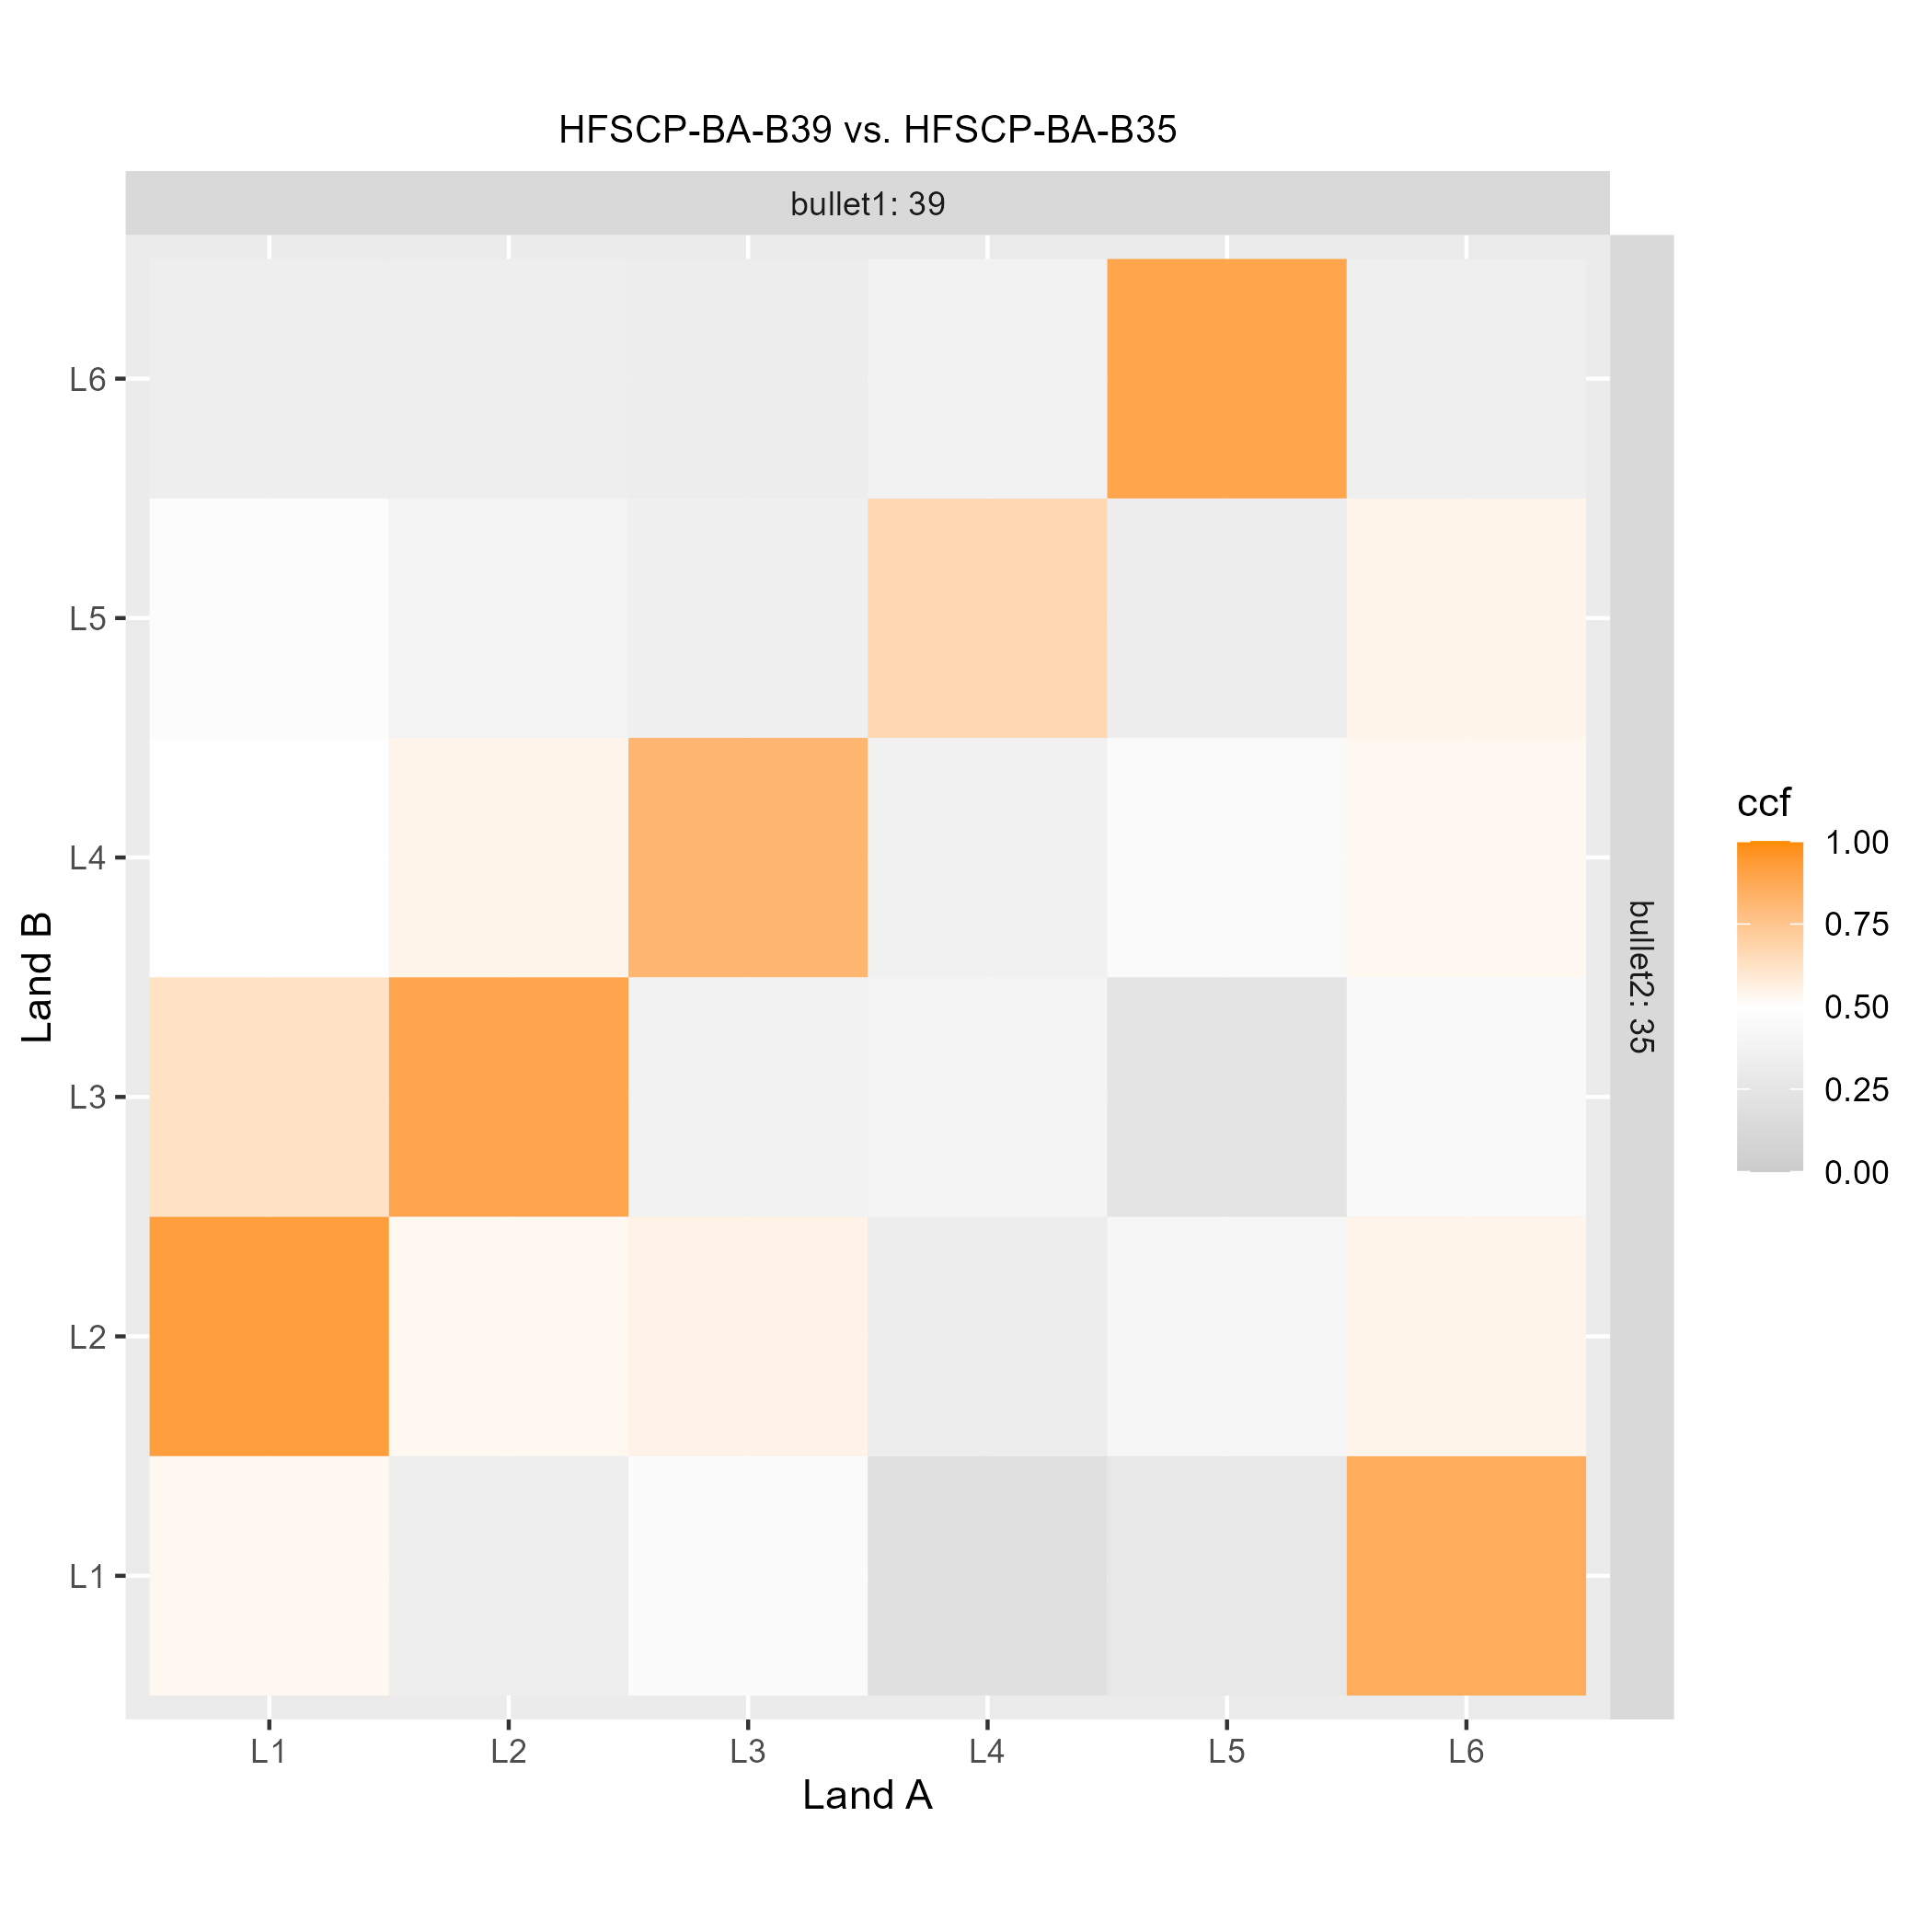 HFSCP-BA-B39 vs. HFSCP-BA-B35
bullet1: 39
bullet2: 35
Land B
L6
L5
L4
L3
L2
L1
L1 L2 L3 L4 L5 L6
Land A
ccf
1.00
0.75
0.50
0.25
0.00